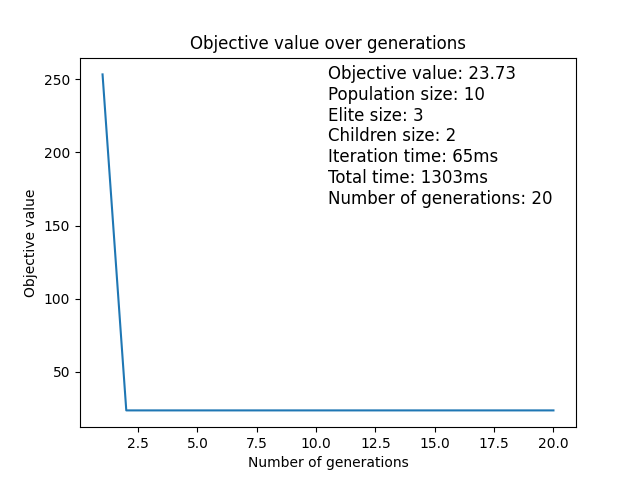 Objective value over generations
Objective value: 23.73
Population size: 10
Elite size: 3
Children size: 2
Iteration time: 65ms
Total time: 1303ms
Number of generations: 20
Objective value
250
200
150
100
50
2.5 5.0 7.5 10.0 12.5 15.0 17.5 20.0
Number of generations